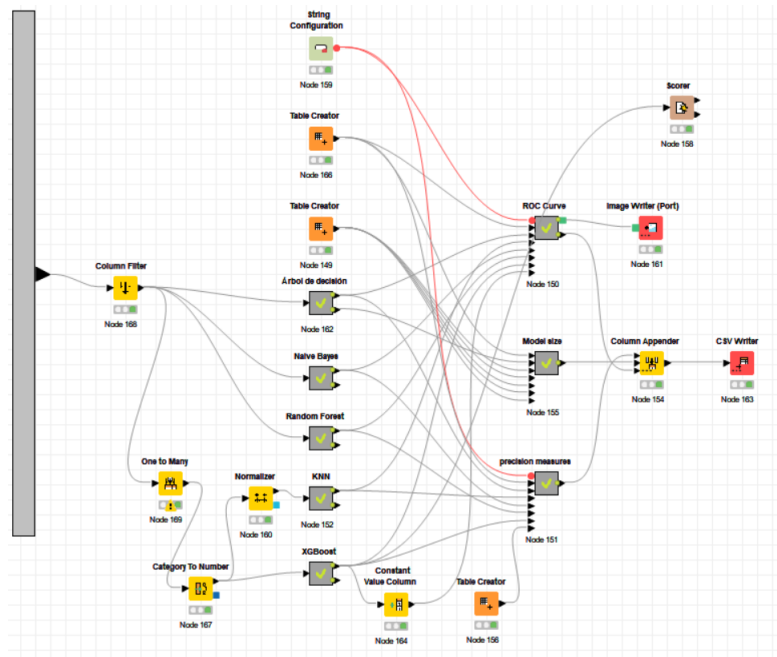 String
Configuration
Node 159
Table Creator
Node 166
Table Creator
Node 149
Scorer
Node 158
ROC Curve
Node 150
Image Writer (Port)
Node 161
Column Filter
Node 168
Árbol de decisión
Node 162
Naive Bayes
Random Forest
Model size
Node 155
Column Appender
Node 154
CSV Writer
Node 163
One to Many
Node 169
Normalizer
Node 160
KNN
Node 152
precision measures
Node 151
Category To Number
Node 167
XGBoost
Constant
Value Column
Node 164
Table Creator
Node 156